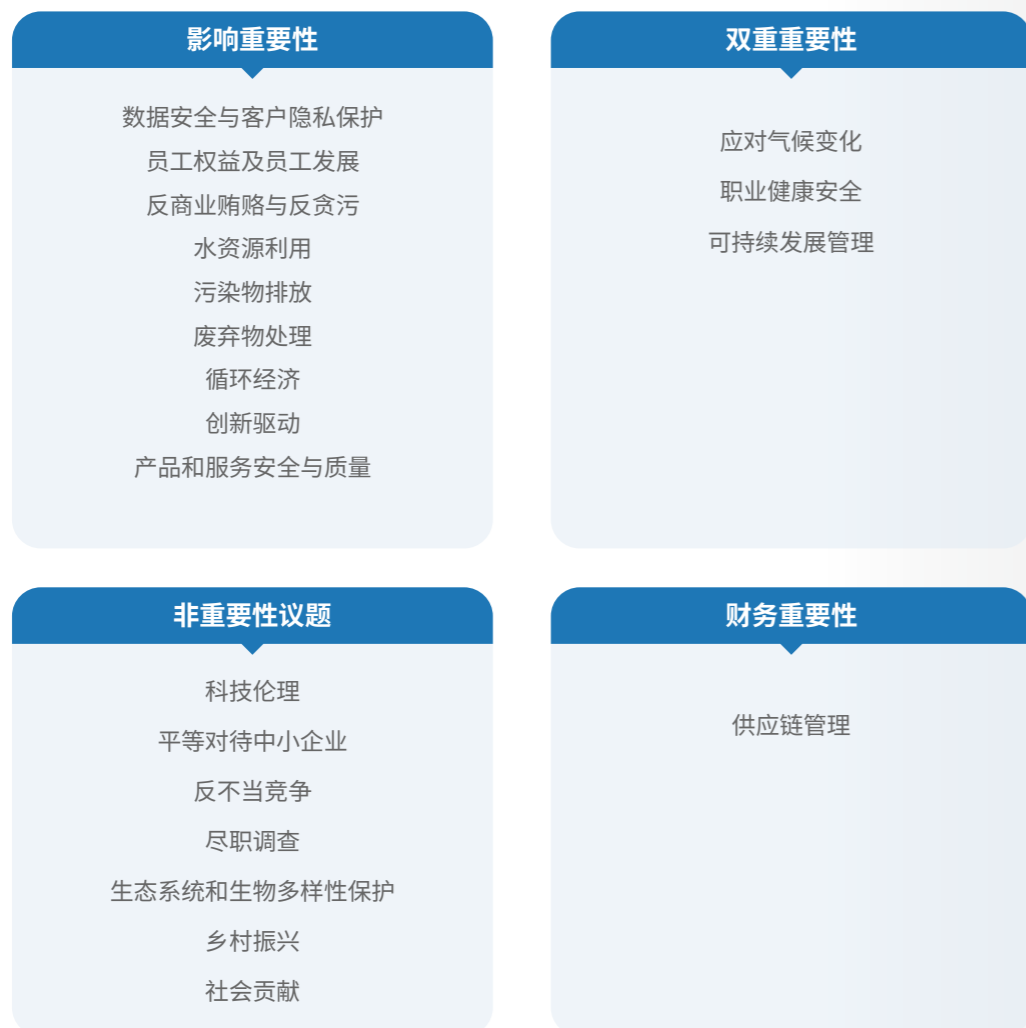 影响重要性
数据安全与客户隐私保护
员工权益及员工发展
反商业贿赂与反贪污
水资源利用
污染物排放
废弃物处理
循环经济
创新驱动
产品和服务安全与质量
双重重要性
应对气候变化
职业健康安全
可持续发展管理
非重要性议题
科技伦理
平等对待中小企业
反不当竞争
尽职调查
生态系统和生物多样性保护
乡村振兴
社会贡献
财务重要性
供应链管理